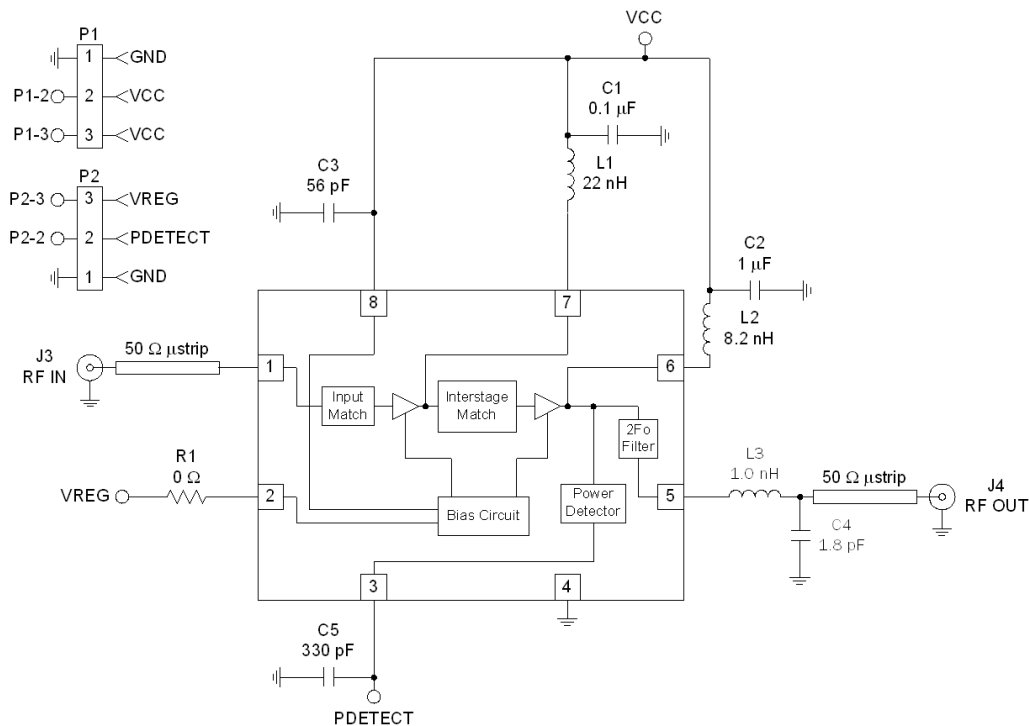 P1
1
GND
P1-2
2
VCC
P1-3
3
VCC
P2
P2-3
3
VREG
P2-2
2
PDETECT
1
GND
VCC
C1
0.1 μF
L1
22 nH
C3
56 pF
C2
1 μF
L2
8.2 nH
8
7
J3
RF IN
50 Ω μstrip
1
6
Input
Match
Interstage
Match
2Fo
Filter
R1
0 Ω
VREG
2
Bias Circuit
Power
Detector
5
L3
1.0 nH
50 Ω μstrip
J4
RF OUT
C4
1.8 pF
3
4
C5
330 pF
PDETECT